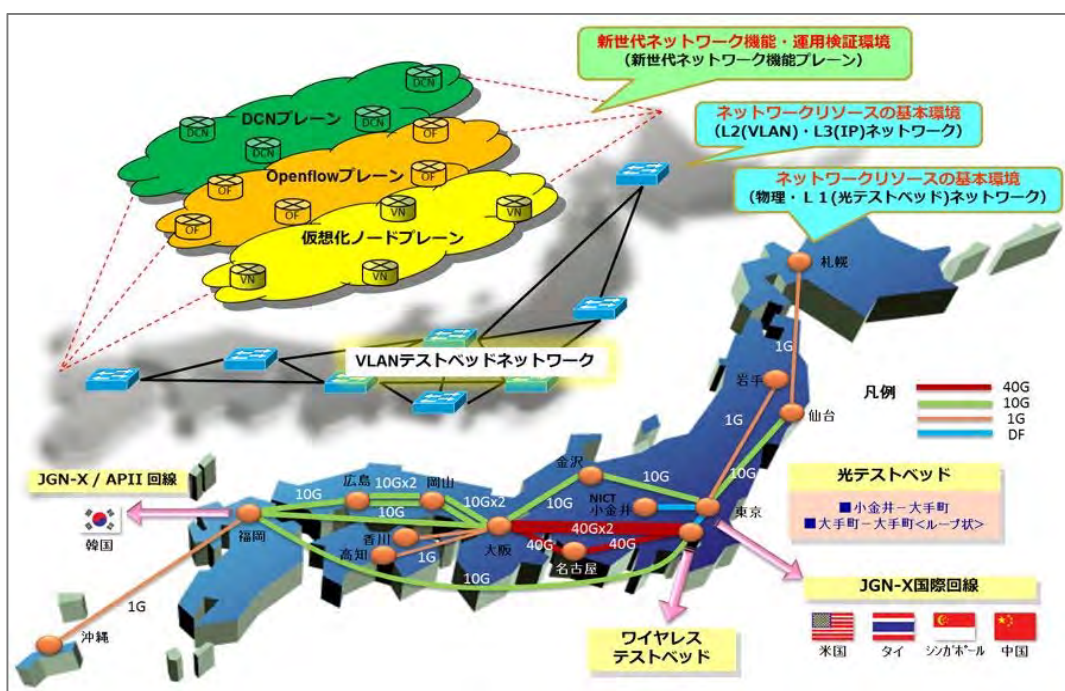 新世代ネットワーク機能・運用検証環境
（新世代ネットワーク機能プレーン）
ネットワークリソースの基本環境
（L2(VLAN)・L3(IP)ネットワーク）
ネットワークリソースの基本環境
（物理・Ｌ１(光テストベッド)ネットワーク）
DCN
DCN
DCN
DCN
DCNプレーン
OF
OF
OF
OF
OF
Openflowプレーン
VN
VN
VN
VN
仮想化ノードプレーン
VLANテストベッドネットワーク
札幌
1G
岩手
1G
仙台
10G
凡例
40G
10G
1G
DF
JGN-X / APII 回線
韓国
福岡
10G
広島
10Gx2
岡山
10Gx2
10G
香川
高知
1G
10G
1G
沖縄
金沢
10G
10G
NICT
小金井
東京
大阪
40Gx2
40G
名古屋
40G
光テストベッド
■小金井－大手町
■大手町－大手町<ループ状>
ワイヤレス
テストベッド
JGN-X国際回線
米国
タイ
シンガポール
中国